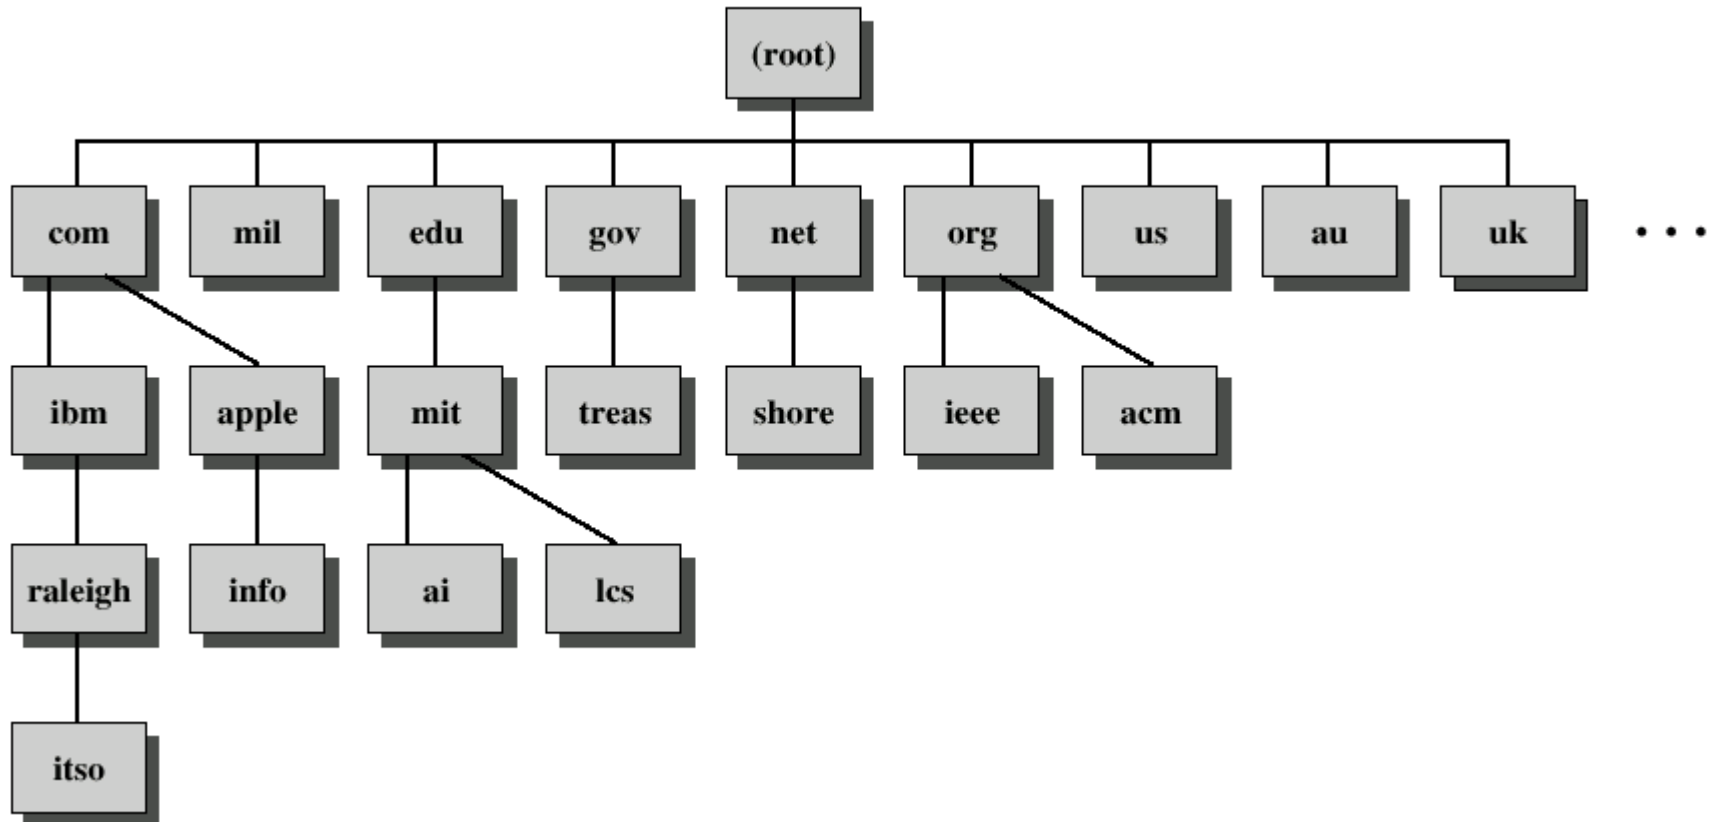 (root)
com mil edu gov net org us au uk . . .
ibm apple mit treas shore ieee acm
raleigh info ai lcs
itso